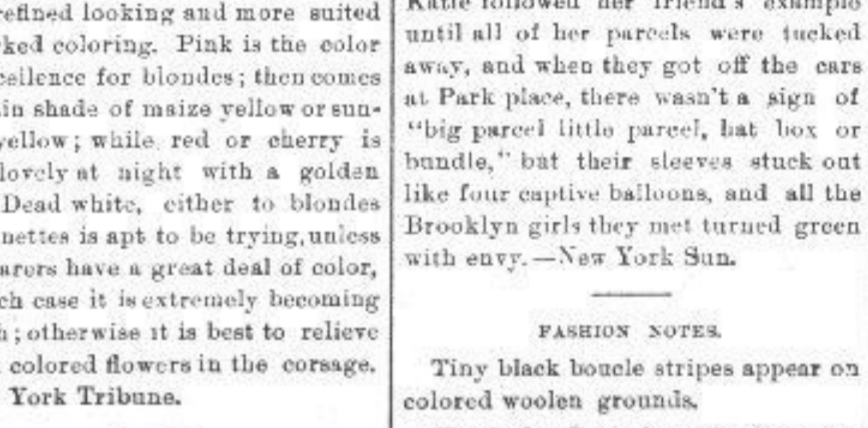 refined looking and more suited
ked coloring. Pink is the color
cellence for blondes; then comes
in shade of maize yellow or sun-
yellow; while red or cherry is
lovely at night with a golden
Dead white, either to blondes
nettes is apt to be trying, unless
arers have a great deal of color,
ch case it is extremely becoming
h; otherwise it is best to relieve
colored flowers in the corsage.
York Tribune.
Katie followed her friend's example
until all of her parcels were tucked
away, and when they got off the cars
at Park place, there wasn't a sign of
"big parcel little parcel, hat box or
bundle," but their sleeves stuck out
like four captive balloons, and all the
Brooklyn girls they met turned green
with envy.—New York Sun.
FASHION NOTES.
Tiny black boucle stripes appear on
colored woolen grounds.